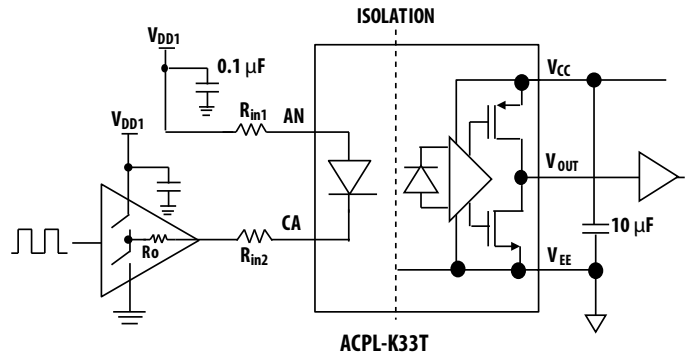 ISOLATION
VDD1
0.1 μF
Rin1
AN
VCC
VDD1
VOUT
CA
Ro
Rin2
10 μF
VEE
ACPL-K33T